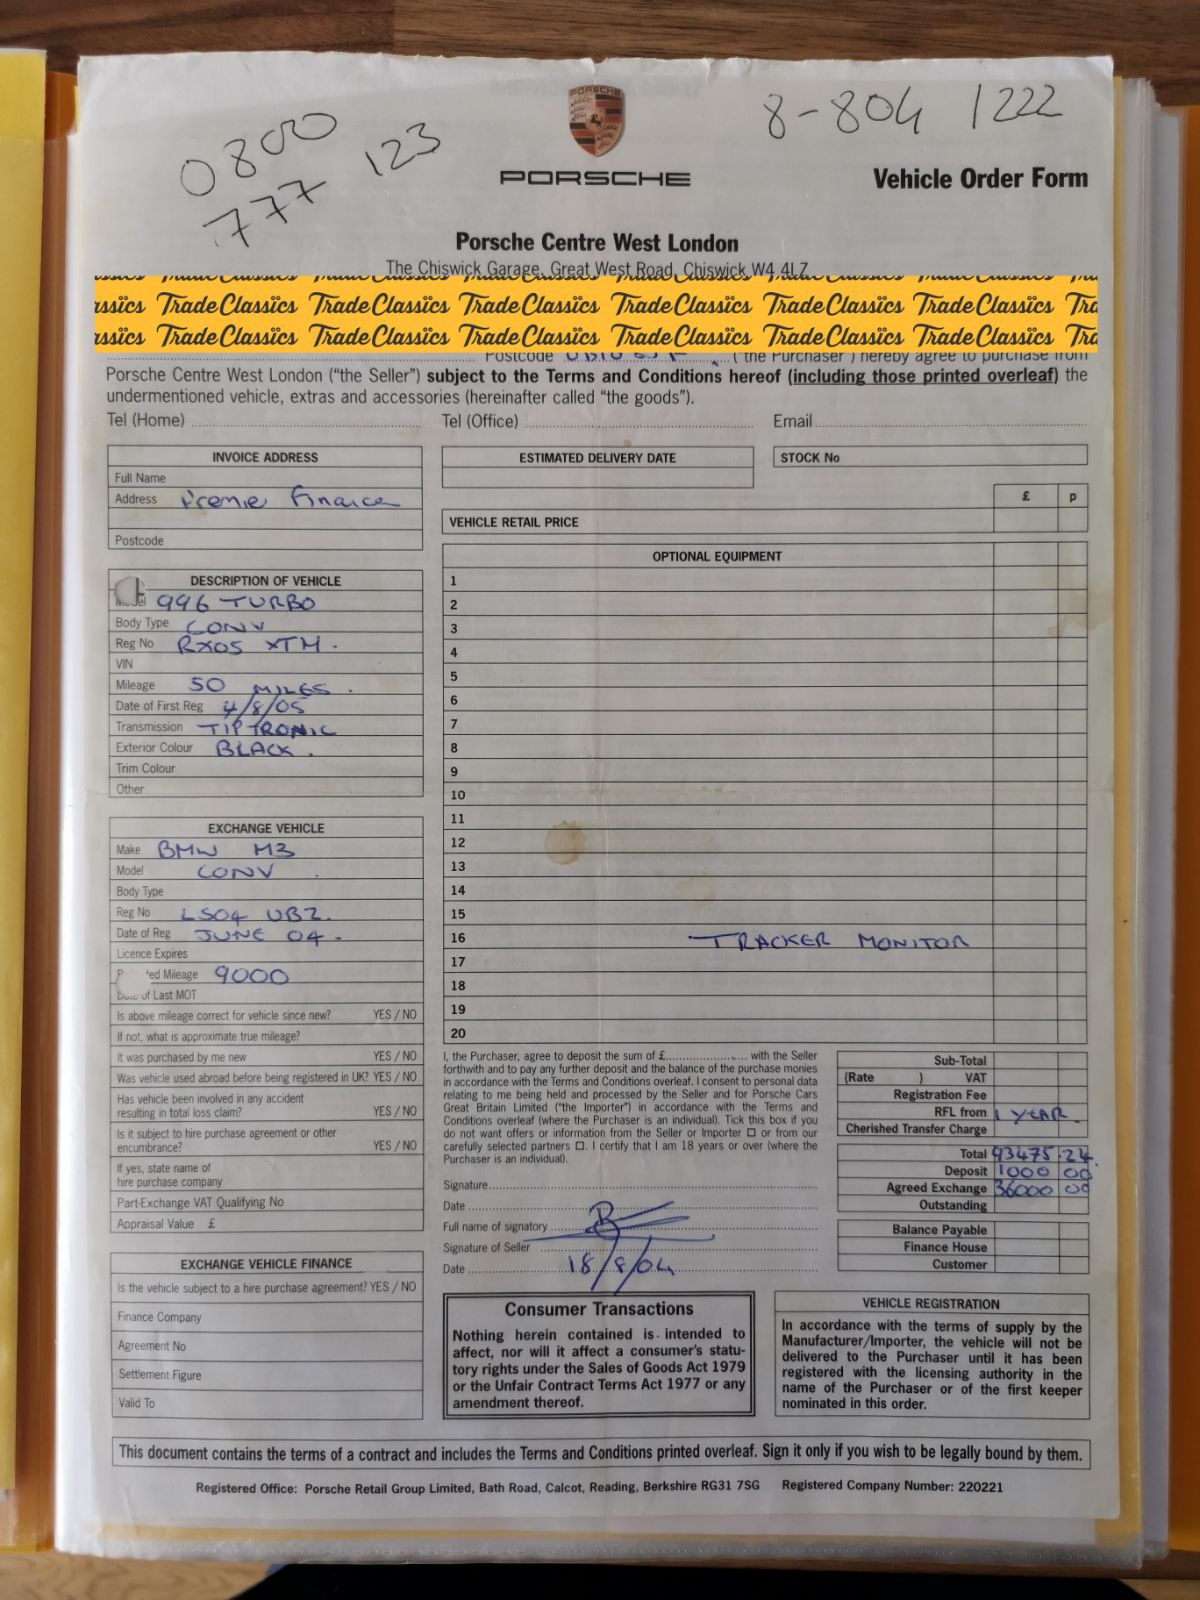 0800
777 123
8-804 1222
PORSCHE
PORSCHE
Vehicle Order Form
Porsche Centre West London
The Chiswick Garage, Great West Road, Chiswick W4 4LZ
TradeClassics TradeClassics TradeClassics TradeClassics TradeClassics TradeClassics
TradeClassics TradeClassics TradeClassics TradeClassics TradeClassics TradeClassics
Postcode ("the Purchaser") hereby agree to purchase from
Porsche Centre West London ("the Seller") subject to the Terms and Conditions hereof (including those printed overleaf) the
undermentioned vehicle, extras and accessories (hereinafter called "the goods").
Tel (Home) Tel (Office) Email
INVOICE ADDRESS
Full Name
Address Finance
Postcode
ESTIMATED DELIVERY DATE
STOCK No
£ p
VEHICLE RETAIL PRICE
DESCRIPTION OF VEHICLE
Model 996 TURBO
Body Type CONV
Reg No RX05 XTM.
VIN
Mileage 50 MILES.
Date of First Reg 4/8/05
Transmission TIPTRONIC
Exterior Colour BLACK.
Trim Colour
Other
EXCHANGE VEHICLE
Make BMW M3
Model CONV
Body Type
Reg No LS04 UBZ.
Date of Reg JUNE 04.
Licence Expires
ed Mileage 9000
Date of Last MOT
Is above mileage correct for vehicle since new? YES / NO
If not, what is approximate true mileage?
It was purchased by me new YES / NO
Was vehicle used abroad before being registered in UK? YES / NO
Has vehicle been involved in any accident
resulting in total loss claim? YES / NO
Is it subject to hire purchase agreement or other
encumbrance? YES / NO
If yes, state name of
hire purchase company
Part-Exchange VAT Qualifying No
Appraisal Value £
EXCHANGE VEHICLE FINANCE
Is the vehicle subject to a hire purchase agreement? YES / NO
Finance Company
Agreement No
Settlement Figure
Valid To
OPTIONAL EQUIPMENT
1
2
3
4
5
6
7
8
9
10
11
12
13
14
15
16 TRACKER MONITOR
17
18
19
20
I, the Purchaser, agree to deposit the sum of £ with the Seller
forthwith and to pay any further deposit and the balance of the purchase monies
in accordance with the Terms and Conditions overleaf. I consent to personal data
relating to me being held and processed by the Seller and for Porsche Cars
Great Britain Limited ("the Importer") in accordance with the Terms and
Conditions overleaf (where the Purchaser is an individual). Tick this box if you
do not want offers or information from the Seller or Importer ☐ or from our
carefully selected partners ☐. I certify that I am 18 years or over (where the
Purchaser is an individual).
Signature
Date
Full name of signatory
Signature of Seller
Date 18/8/04
Sub-Total
(Rate ) VAT
Registration Fee
RFL from 1 YEAR
Cherished Transfer Charge
Total 93475.24
Deposit 1000 00
Agreed Exchange 36000 00
Outstanding
Balance Payable
Finance House
Customer
Consumer Transactions
Nothing herein contained is intended to
affect, nor will it affect a consumer's statu-
tory rights under the Sales of Goods Act 1979
or the Unfair Contract Terms Act 1977 or any
amendment thereof.
VEHICLE REGISTRATION
In accordance with the terms of supply by the
Manufacturer/Importer, the vehicle will not be
delivered to the Purchaser until it has been
registered with the licensing authority in the
name of the Purchaser or of the first keeper
nominated in this order.
This document contains the terms of a contract and includes the Terms and Conditions printed overleaf. Sign it only if you wish to be legally bound by them.
Registered Office: Porsche Retail Group Limited, Bath Road, Calcot, Reading, Berkshire RG31 7SG Registered Company Number: 220221